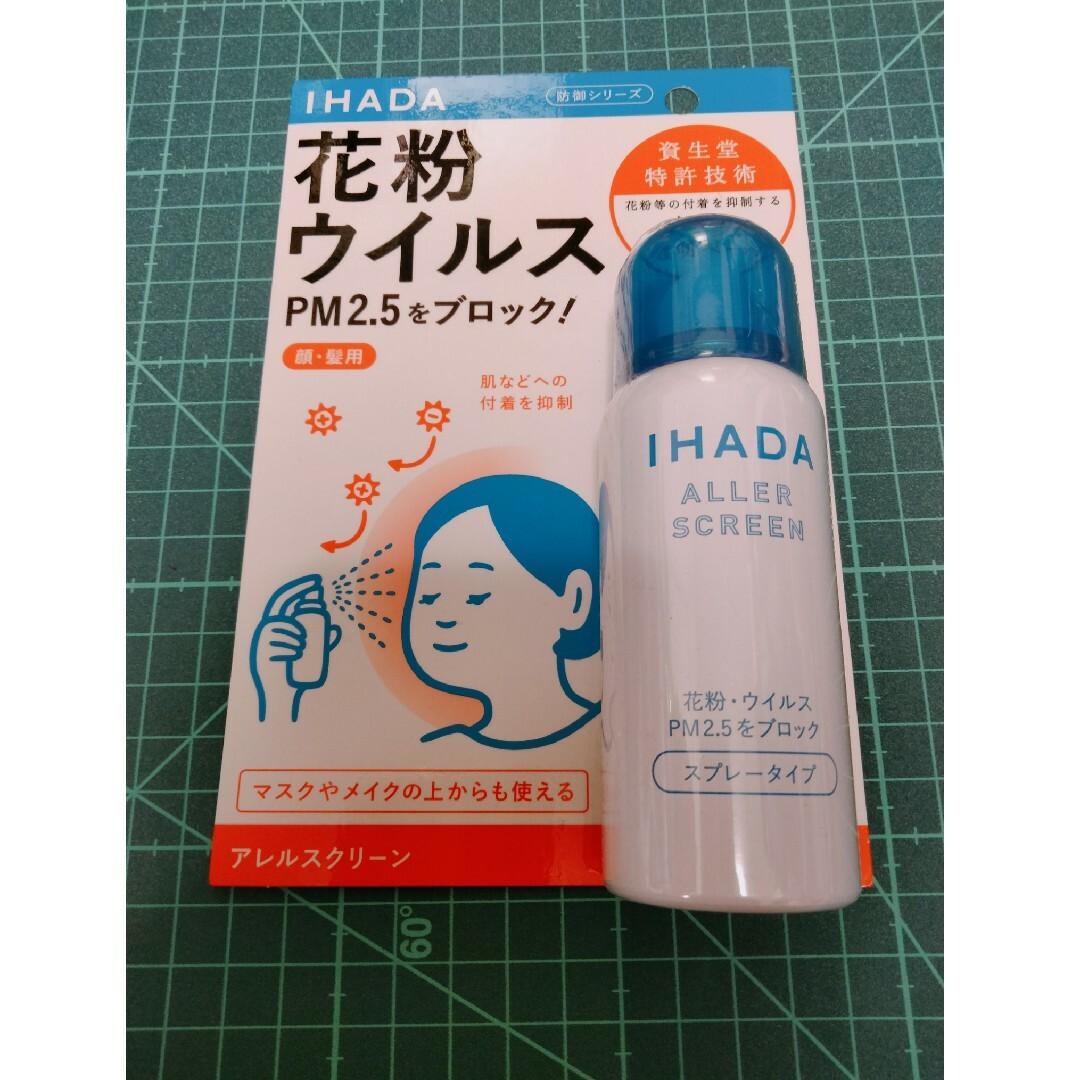 IHADA
防御シリーズ
花粉
ウイルス
PM2.5をブロック!
顔・髪用
資生堂
特許技術
花粉等の付着を抑制する
肌などへの
付着を抑制
マスクやメイクの上からも使える
アレルスクリーン
IHADA
ALLER
SCREEN
花粉・ウイルス
PM2.5をブロック
スプレータイプ
60°